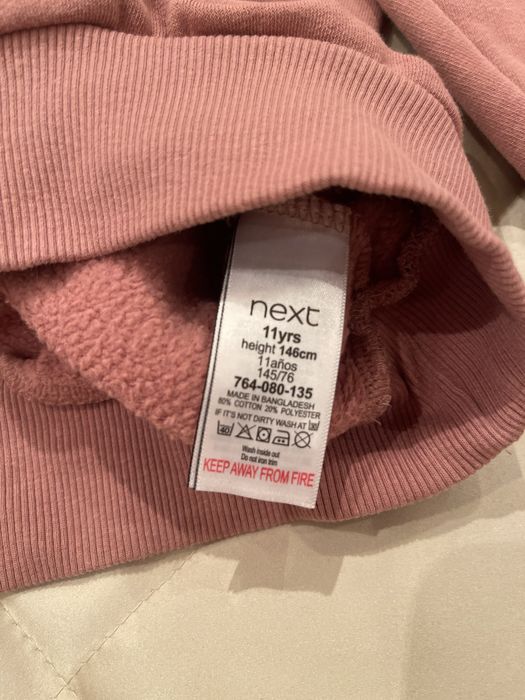 next
11yrs
height 146cm
11años
145/76
764-080-135
MADE IN BANGLADESH
80% COTTON 20% POLYESTER
IF IT'S NOT DIRTY WASH AT 30
40
Wash inside out
Do not iron trim
KEEP AWAY FROM FIRE